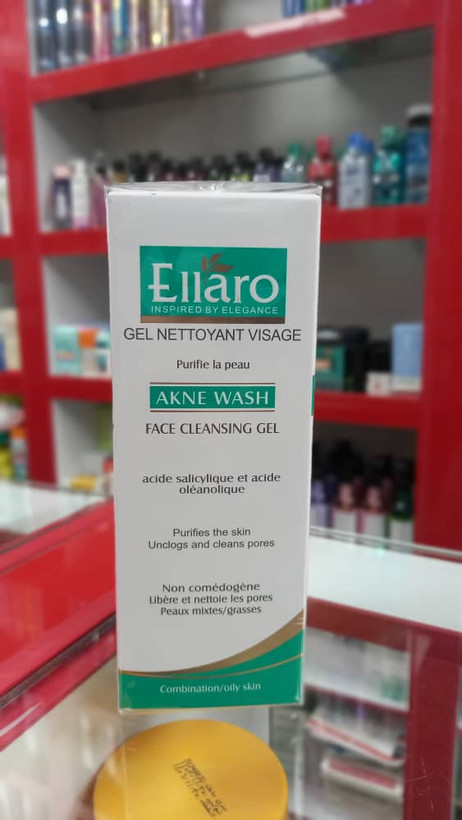 Ellaro
INSPIRED BY ELEGANCE
GEL NETTOYANT VISAGE
Purifie la peau
AKNE WASH
FACE CLEANSING GEL
acide salicylique et acide
oléanolique
Purifies the skin
Unclogs and cleans pores
Non comédogène
Libère et nettoie les pores
Peaux mixtes/grasses
Combination/oily skin